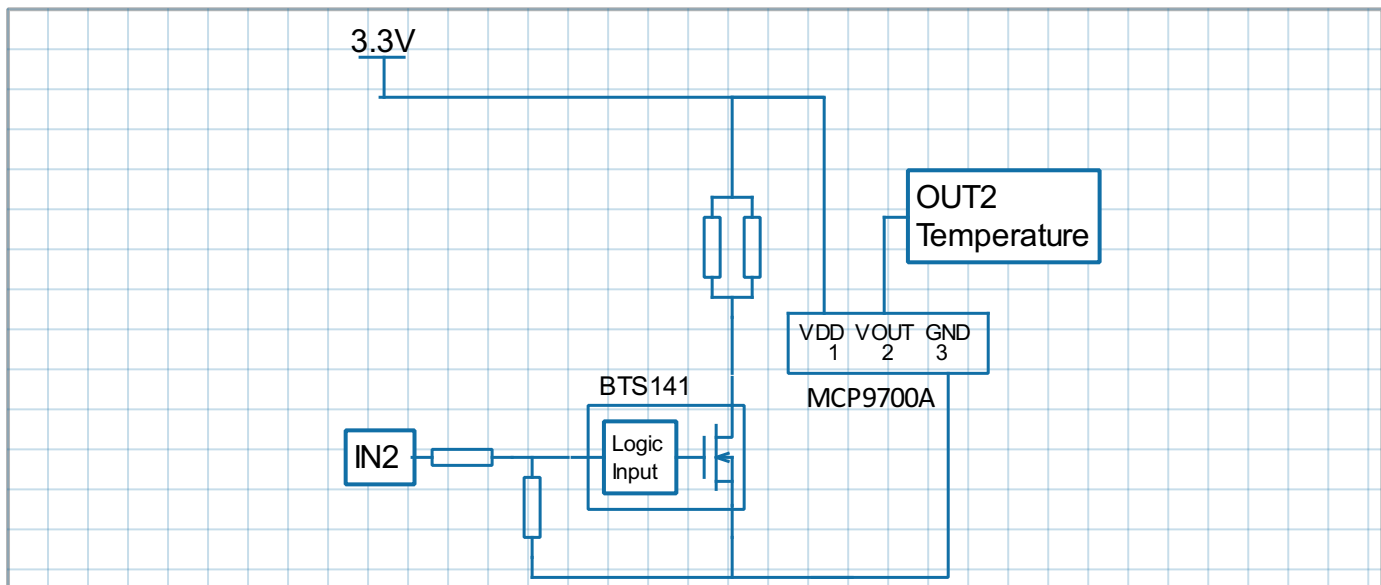 3.3V
OUT2
Temperature
VDD VOUT GND
1 2 3
MCP9700A
BTS141
IN2
Logic
Input